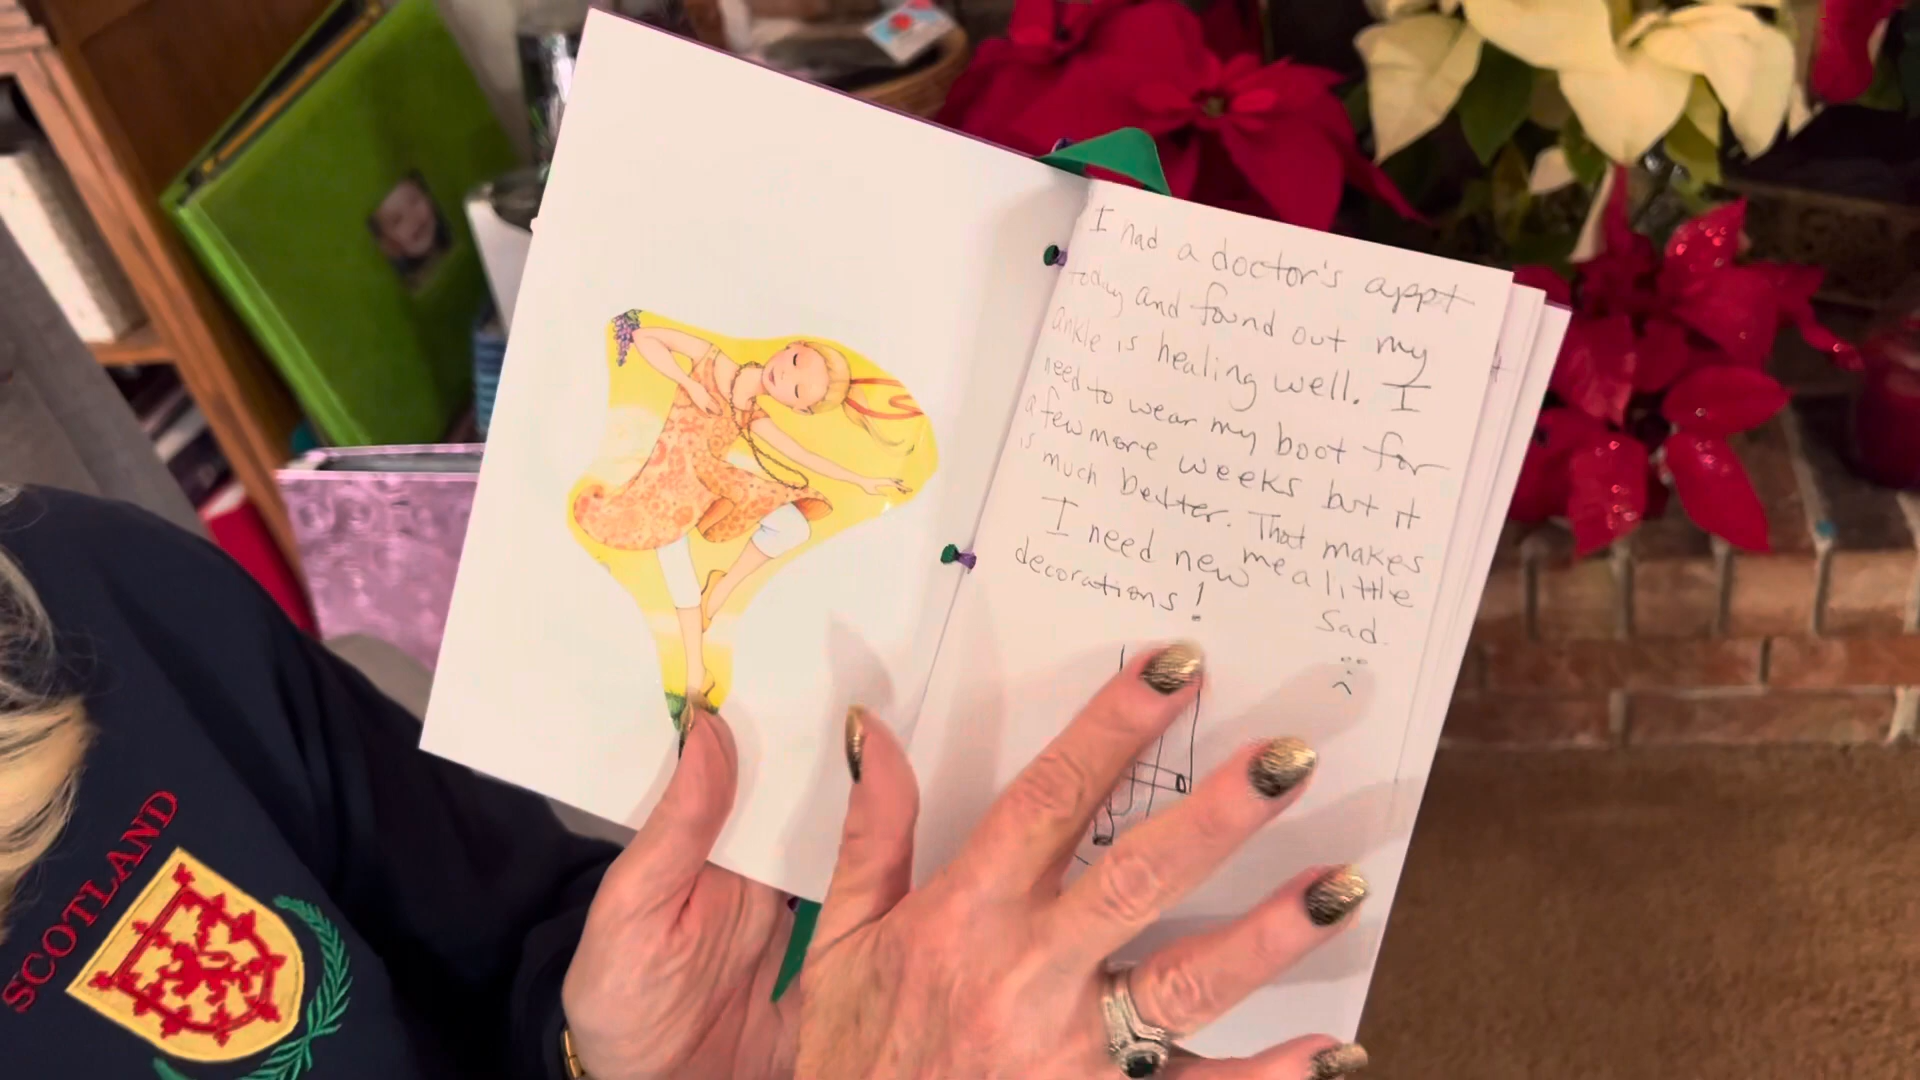 I had a doctor's appt
today and found out my
ankle is healing well. I
need to wear my boot for
a few more weeks but it
is much better. That makes
me a little
sad.
I need new
decorations!
SCOTLAND